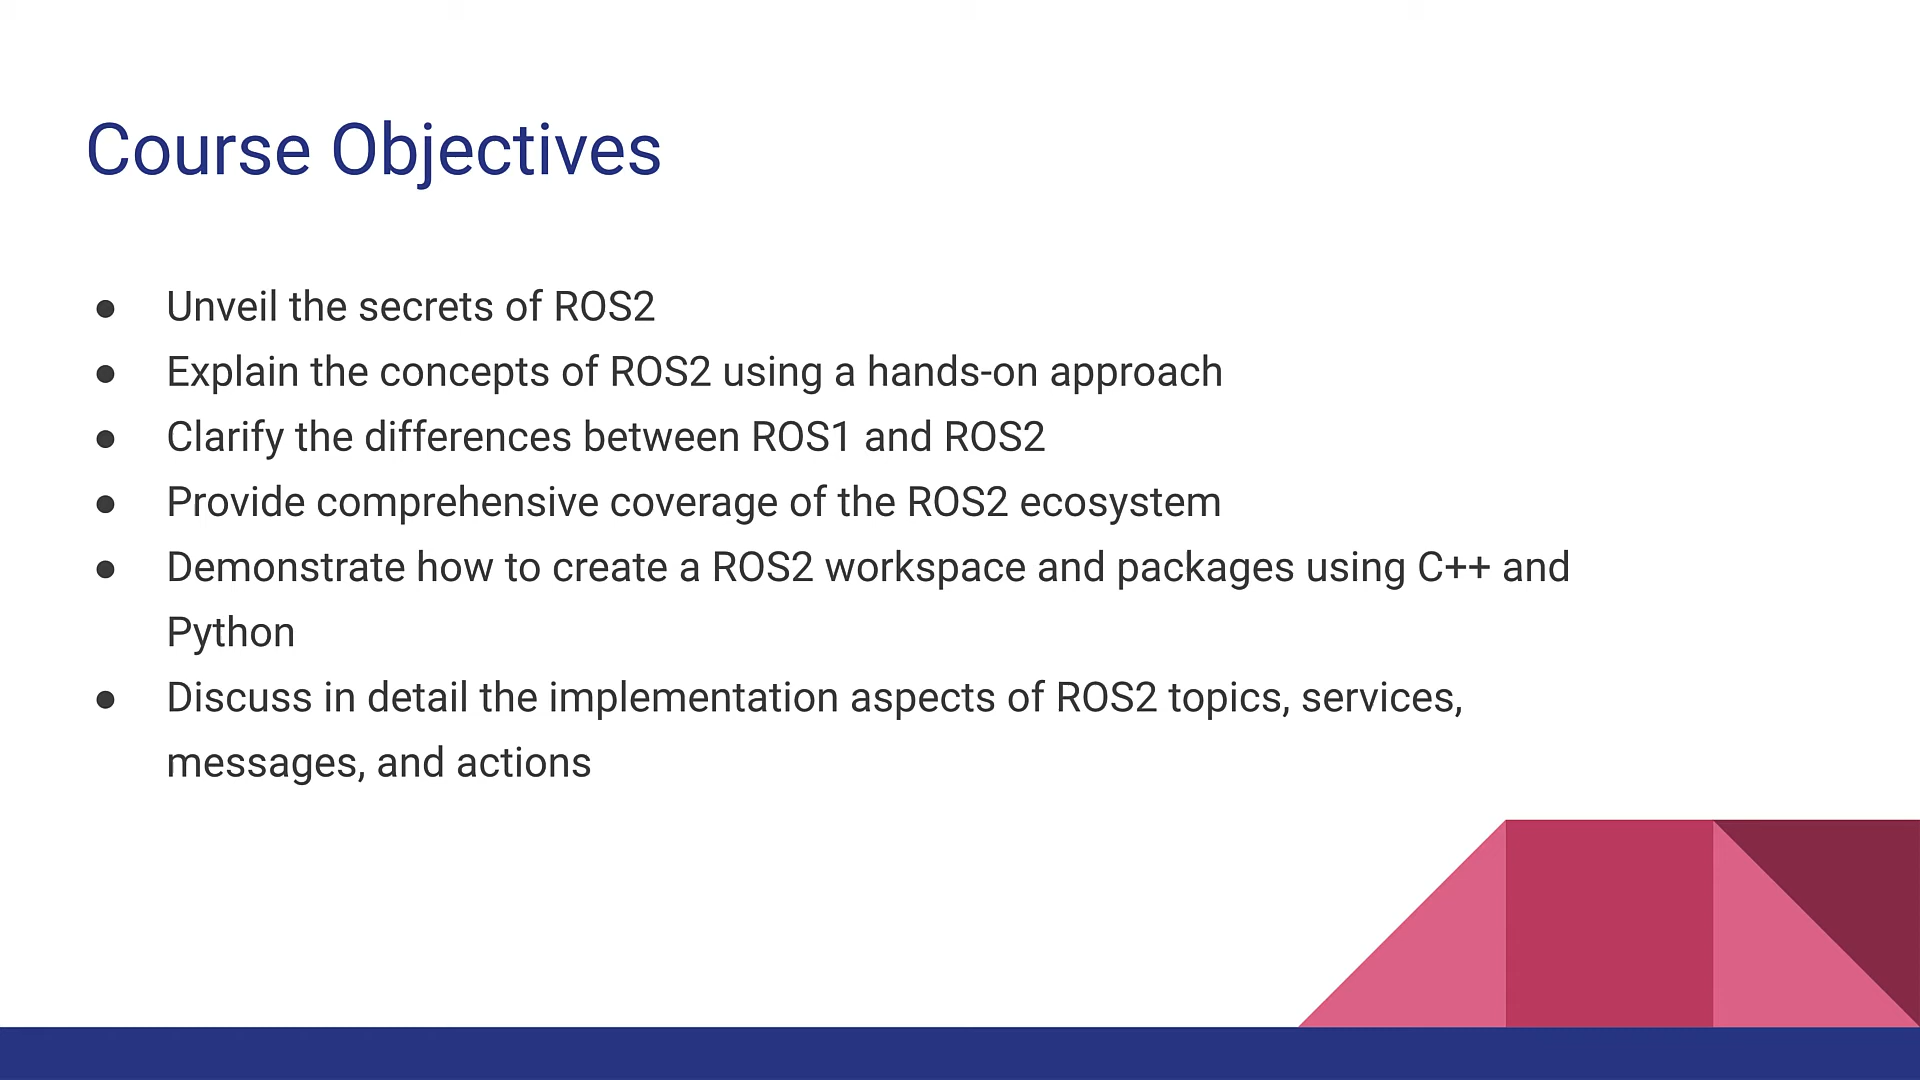 Course Objectives
● Unveil the secrets of ROS2
● Explain the concepts of ROS2 using a hands-on approach
● Clarify the differences between ROS1 and ROS2
● Provide comprehensive coverage of the ROS2 ecosystem
● Demonstrate how to create a ROS2 workspace and packages using C++ and
Python
● Discuss in detail the implementation aspects of ROS2 topics, services,
messages, and actions